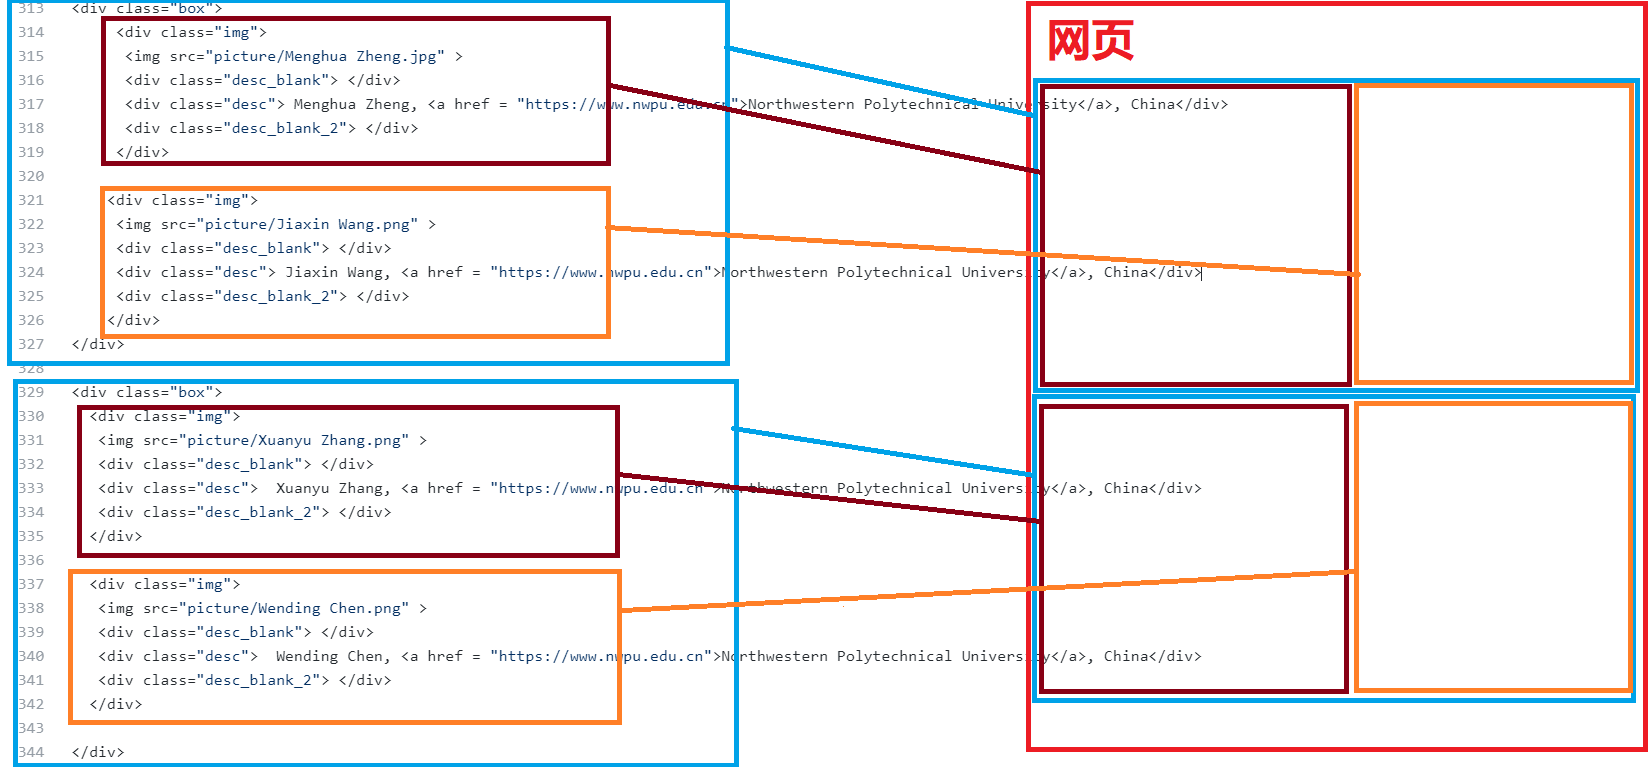 313 <div class="box">
314 <div class="img">
315 <img src="picture/Menghua Zheng.jpg" >
316 <div class="desc_blank"> </div>
317 <div class="desc"> Menghua Zheng, <a href = "https://www.nwpu.edu.cn">Northwestern Polytechnical University</a>, China</div>
318 <div class="desc_blank_2"> </div>
319 </div>
320
321 <div class="img">
322 <img src="picture/Jiaxin Wang.png" >
323 <div class="desc_blank"> </div>
324 <div class="desc"> Jiaxin Wang, <a href = "https://www.nwpu.edu.cn">Northwestern Polytechnical University</a>, China</div>
325 <div class="desc_blank_2"> </div>
326 </div>
327 </div>
328
329 <div class="box">
330 <div class="img">
331 <img src="picture/Xuanyu Zhang.png" >
332 <div class="desc_blank"> </div>
333 <div class="desc">  Xuanyu Zhang, <a href = "https://www.nwpu.edu.cn">Northwestern Polytechnical University</a>, China</div>
334 <div class="desc_blank_2"> </div>
335 </div>
336
337 <div class="img">
338 <img src="picture/Wending Chen.png" >
339 <div class="desc_blank"> </div>
340 <div class="desc">  Wending Chen, <a href = "https://www.nwpu.edu.cn">Northwestern Polytechnical University</a>, China</div>
341 <div class="desc_blank_2"> </div>
342 </div>
343
344 </div>
网页